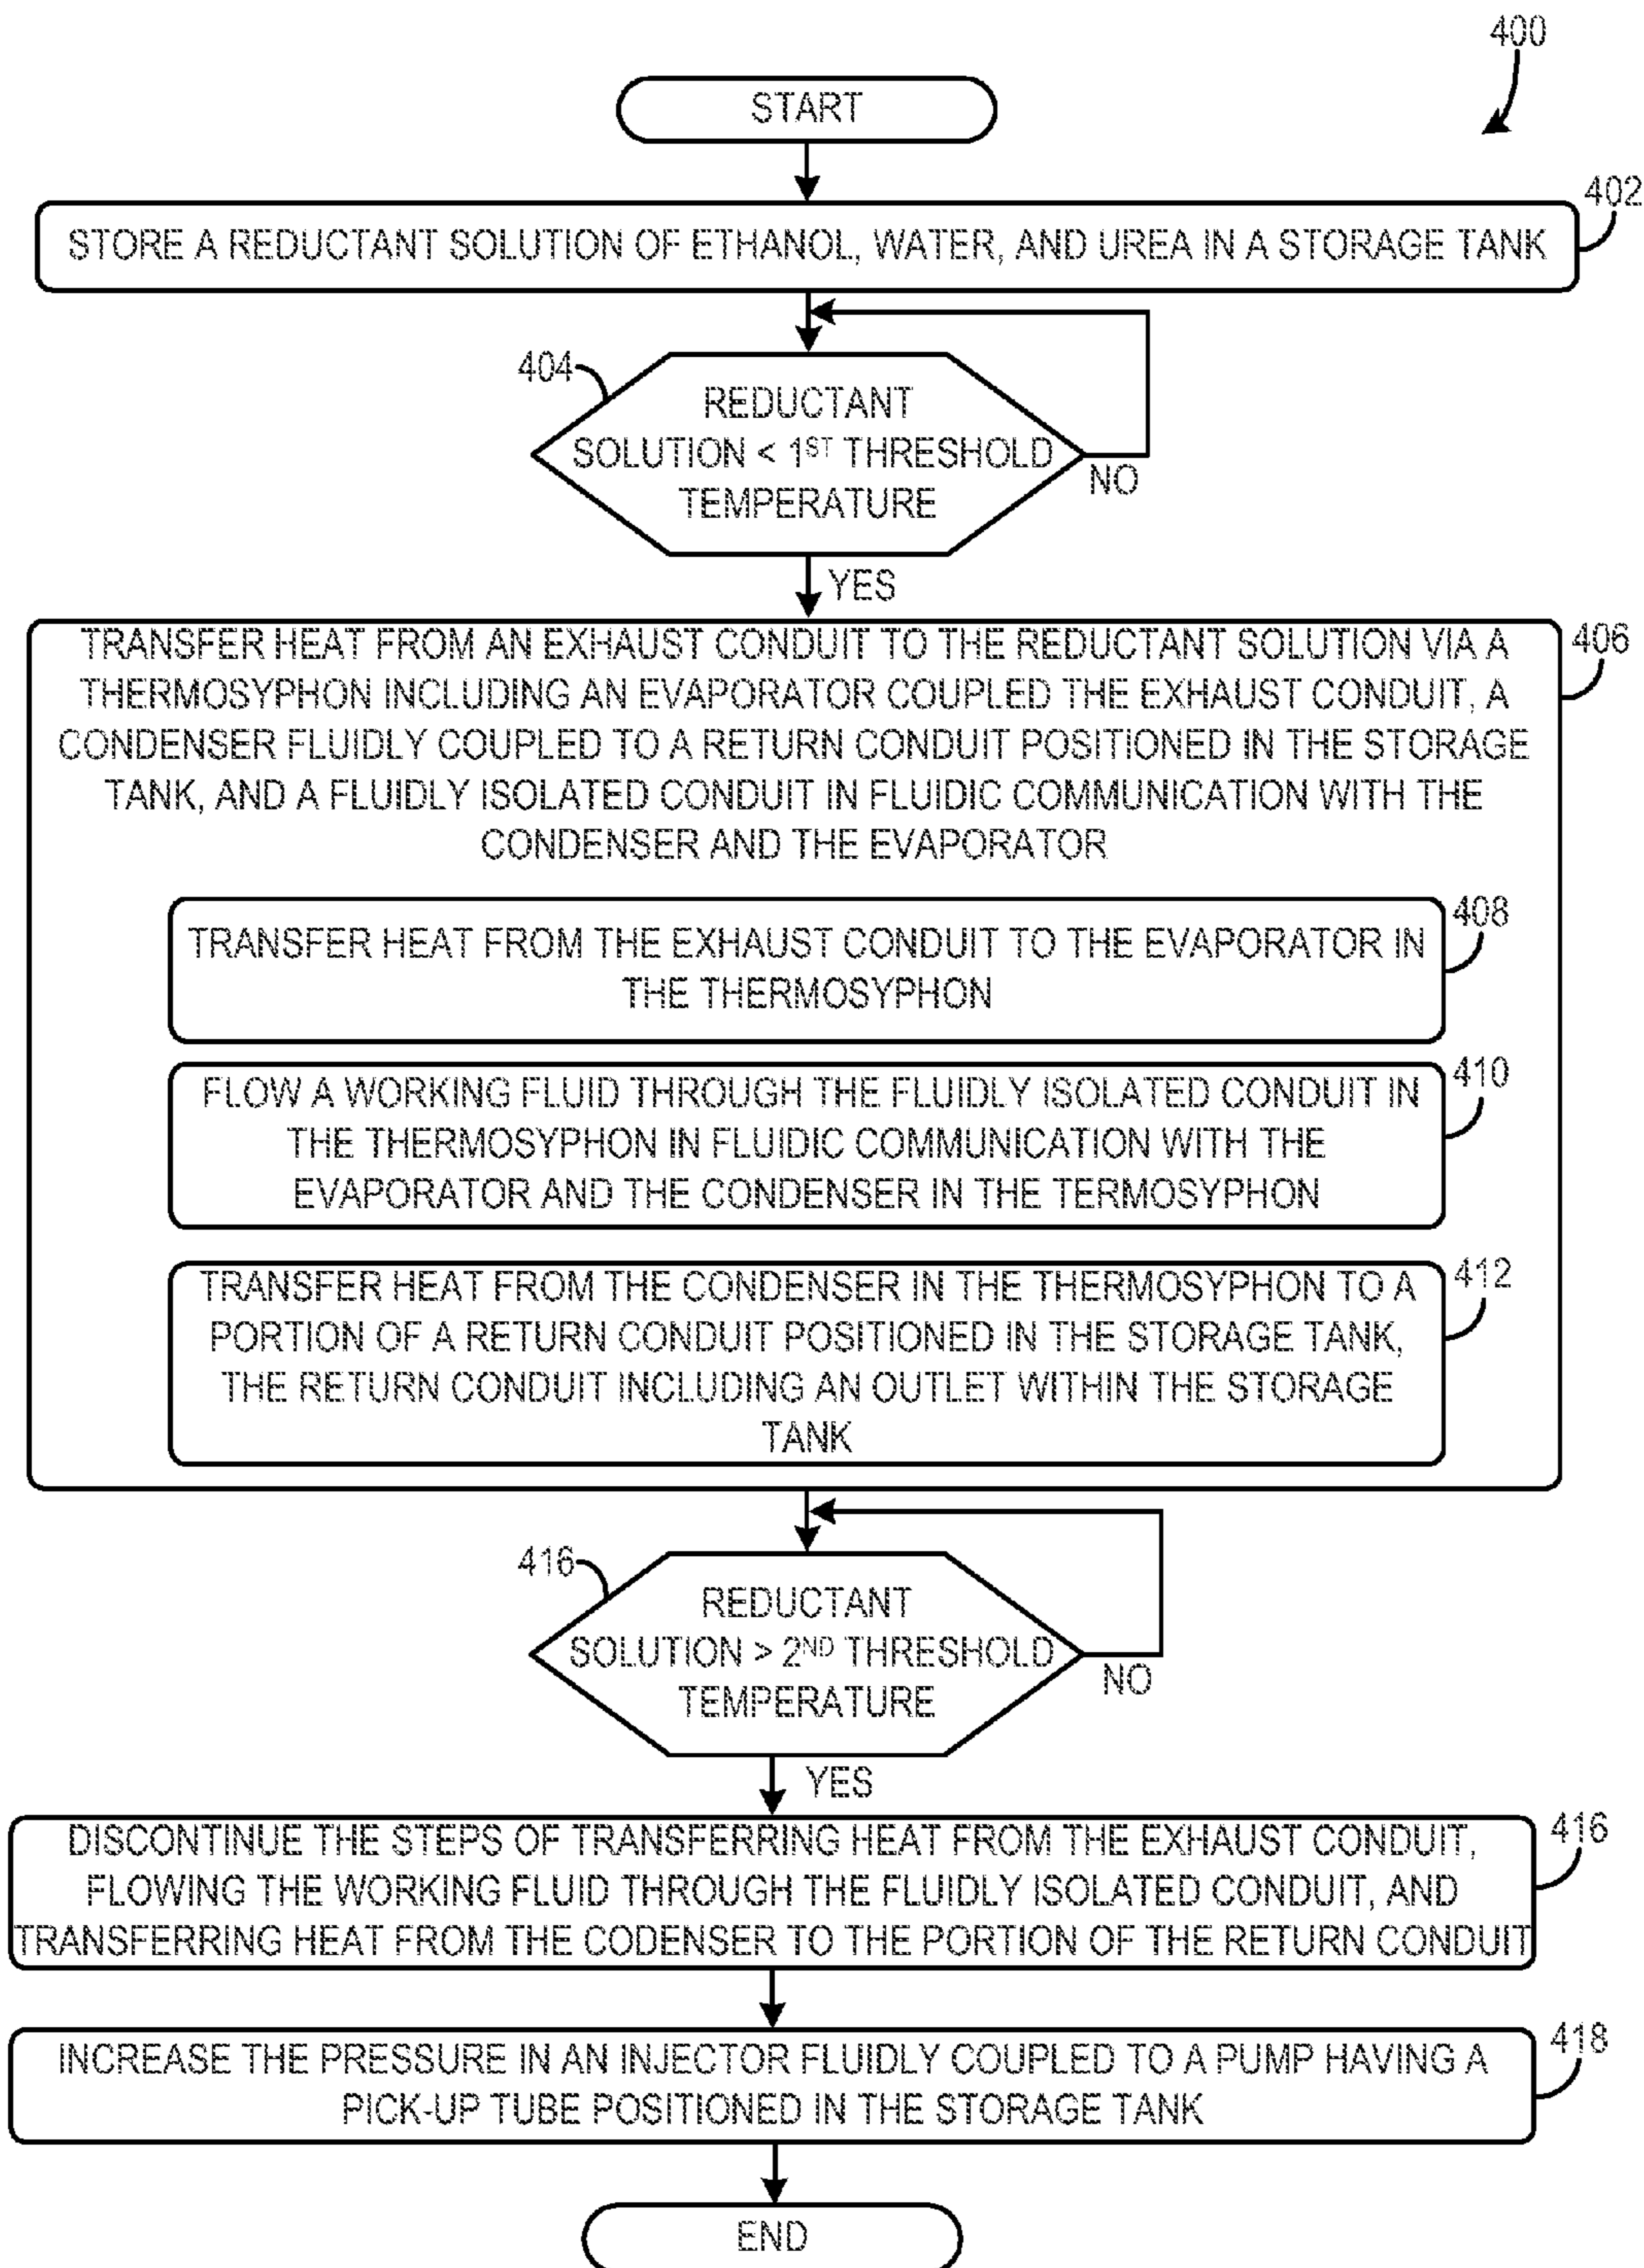 400
START
402
STORE A REDUCTANT SOLUTION OF ETHANOL, WATER, AND UREA IN A STORAGE TANK
404
REDUCTANT
SOLUTION < 1ST THRESHOLD
TEMPERATURE
NO
YES
406
TRANSFER HEAT FROM AN EXHAUST CONDUIT TO THE REDUCTANT SOLUTION VIA A
THERMOSYPHON INCLUDING AN EVAPORATOR COUPLED THE EXHAUST CONDUIT, A
CONDENSER FLUIDLY COUPLED TO A RETURN CONDUIT POSITIONED IN THE STORAGE
TANK, AND A FLUIDLY ISOLATED CONDUIT IN FLUIDIC COMMUNICATION WITH THE
CONDENSER AND THE EVAPORATOR
408
TRANSFER HEAT FROM THE EXHAUST CONDUIT TO THE EVAPORATOR IN
THE THERMOSYPHON
410
FLOW A WORKING FLUID THROUGH THE FLUIDLY ISOLATED CONDUIT IN
THE THERMOSYPHON IN FLUIDIC COMMUNICATION WITH THE
EVAPORATOR AND THE CONDENSER IN THE TERMOSYPHON
412
TRANSFER HEAT FROM THE CONDENSER IN THE THERMOSYPHON TO A
PORTION OF A RETURN CONDUIT POSITIONED IN THE STORAGE TANK,
THE RETURN CONDUIT INCLUDING AN OUTLET WITHIN THE STORAGE
TANK
416
REDUCTANT
SOLUTION > 2ND THRESHOLD
TEMPERATURE
NO
YES
416
DISCONTINUE THE STEPS OF TRANSFERRING HEAT FROM THE EXHAUST CONDUIT,
FLOWING THE WORKING FLUID THROUGH THE FLUIDLY ISOLATED CONDUIT, AND
TRANSFERRING HEAT FROM THE CODENSER TO THE PORTION OF THE RETURN CONDUIT
418
INCREASE THE PRESSURE IN AN INJECTOR FLUIDLY COUPLED TO A PUMP HAVING A
PICK-UP TUBE POSITIONED IN THE STORAGE TANK
END